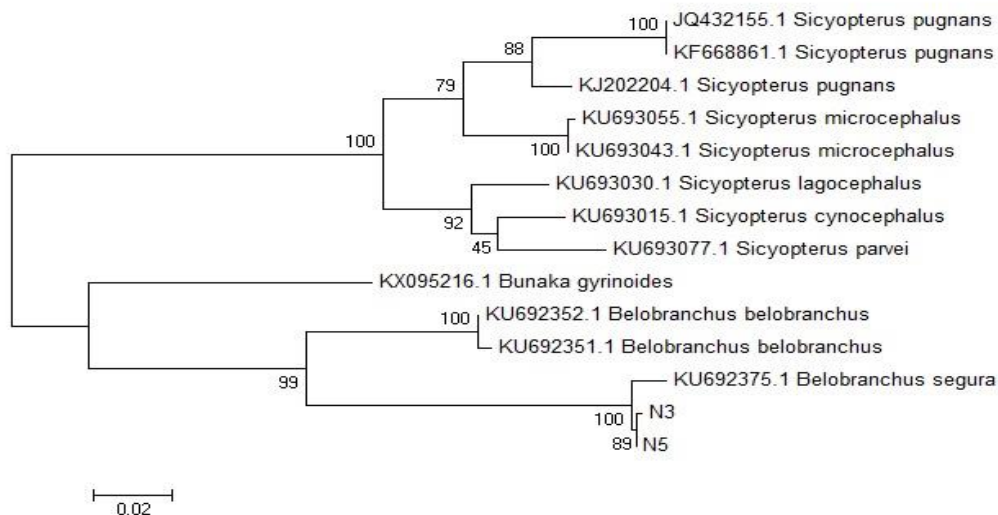 100
JQ432155.1 Sicyopterus pugnans
88
KF668861.1 Sicyopterus pugnans
79
KJ202204.1 Sicyopterus pugnans
KU693055.1 Sicyopterus microcephalus
100
100
KU693043.1 Sicyopterus microcephalus
KU693030.1 Sicyopterus lagocephalus
92
KU693015.1 Sicyopterus cynocephalus
45
KU693077.1 Sicyopterus parvei
KX095216.1 Bunaka gyrinoides
100
KU692352.1 Belobranchus belobranchus
KU692351.1 Belobranchus belobranchus
99
KU692375.1 Belobranchus segura
100
N3
89
N5
0.02